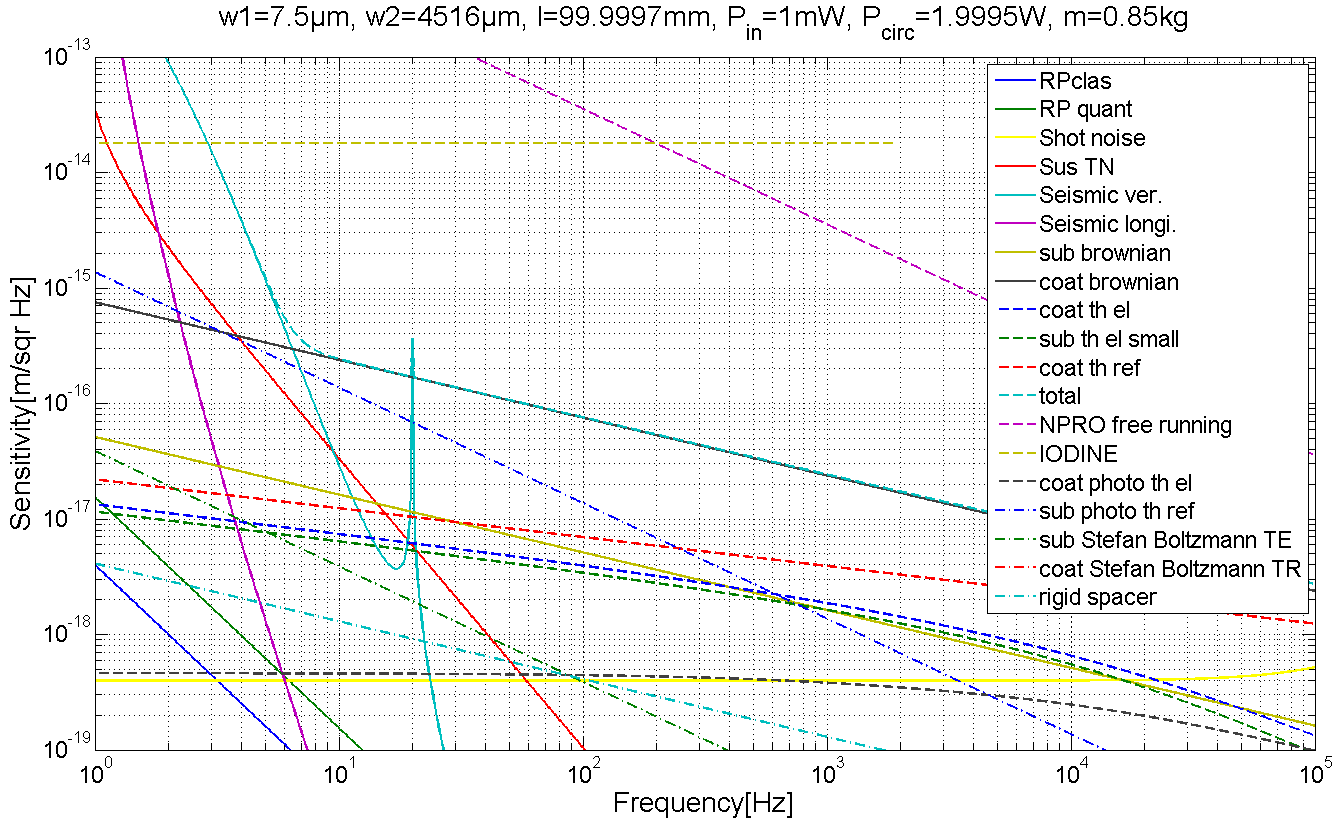 w1=7.5µm, w2=4516µm, l=99.9997mm, P_in=1mW, P_circ=1.9995W, m=0.85kg
10^-13
10^-14
10^-15
10^-16
10^-17
10^-18
10^-19
Sensitivity[m/sqr Hz]
RPclas
RP quant
Shot noise
Sus TN
Seismic ver.
Seismic longi.
sub brownian
coat brownian
coat th el
sub th el small
coat th ref
total
NPRO free running
IODINE
coat photo th el
sub photo th ref
sub Stefan Boltzmann TE
coat Stefan Boltzmann TR
rigid spacer
10^0 10^1 10^2 10^3 10^4 10^5
Frequency[Hz]